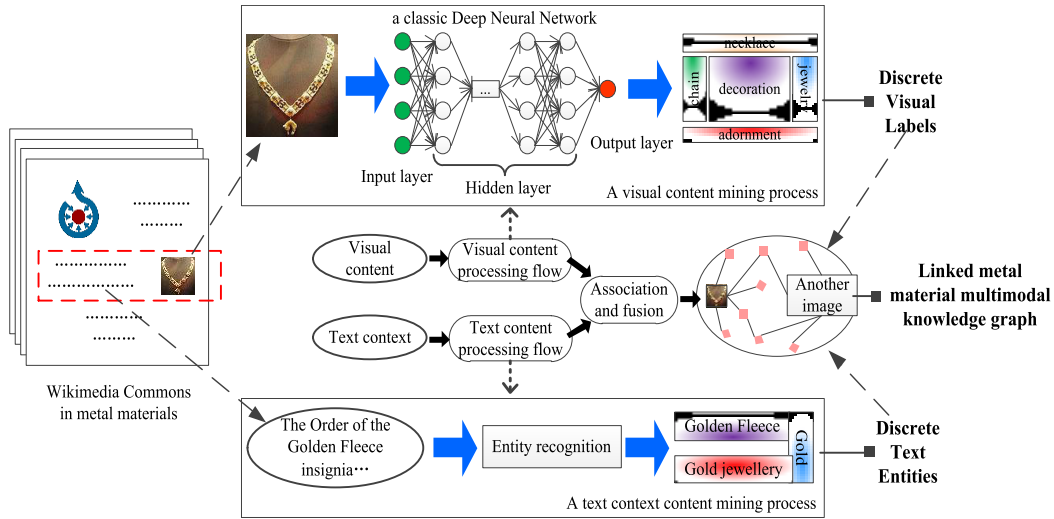 a classic Deep Neural Network
...
Input layer
Hidden layer
Output layer
necklace
chain
decoration
jewelry
adornment
A visual content mining process
Discrete
Visual
Labels
Visual
content
Visual content
processing flow
Text context
Text content
processing flow
Association
and fusion
Another
image
Linked metal
material multimodal
knowledge graph
Wikimedia Commons
in metal materials
The Order of the
Golden Fleece
insignia…
Entity recognition
Golden Fleece
Gold
Gold jewellery
A text context content mining process
Discrete
Text
Entities